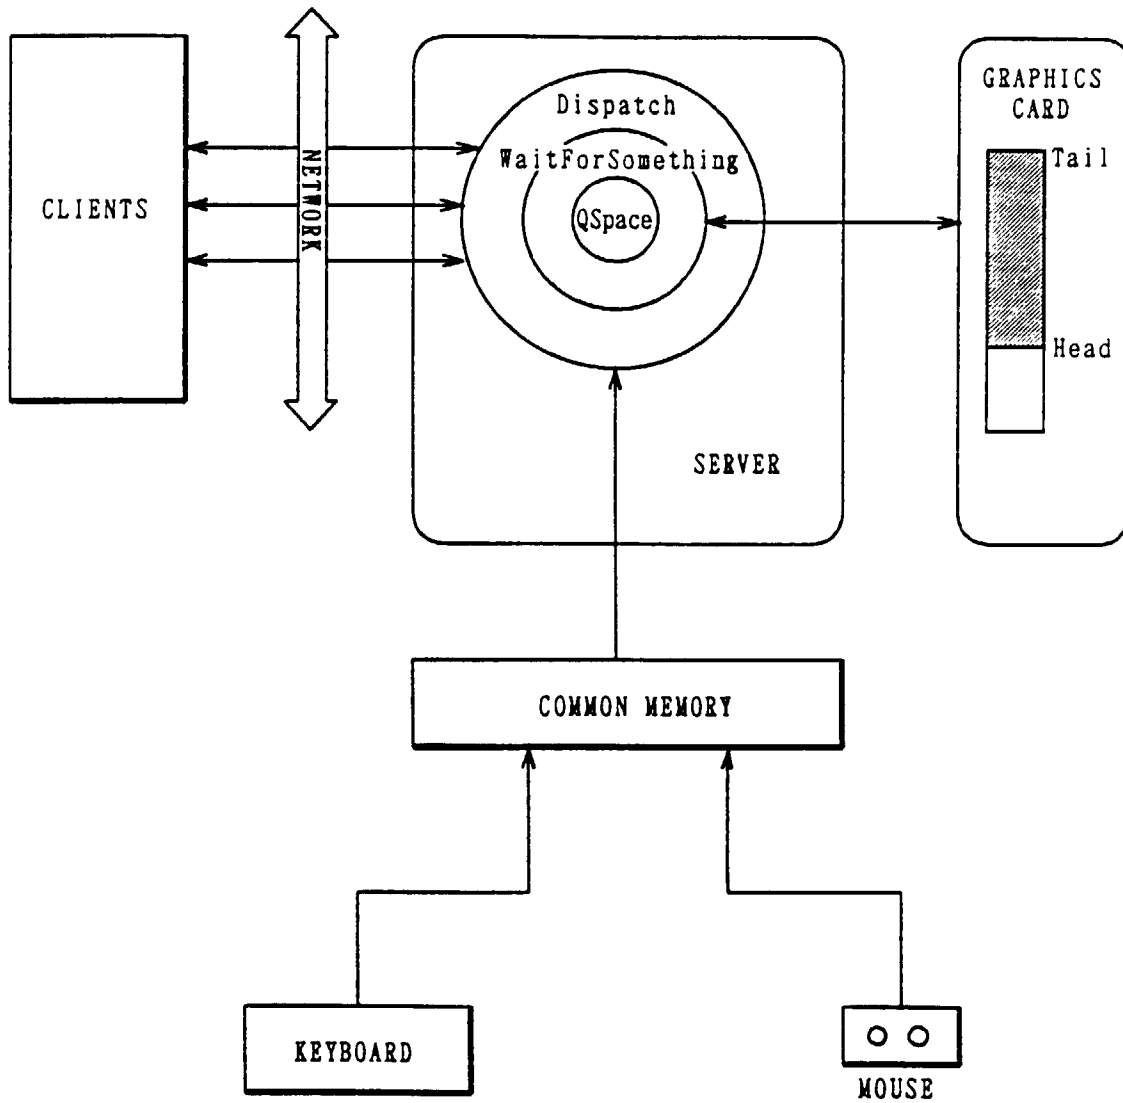 GRAPHICS
CARD
Dispatch
WaitForSomething
Tail
NETWORK
CLIENTS
QSpace
Head
SERVER
COMMON MEMORY
KEYBOARD
MOUSE